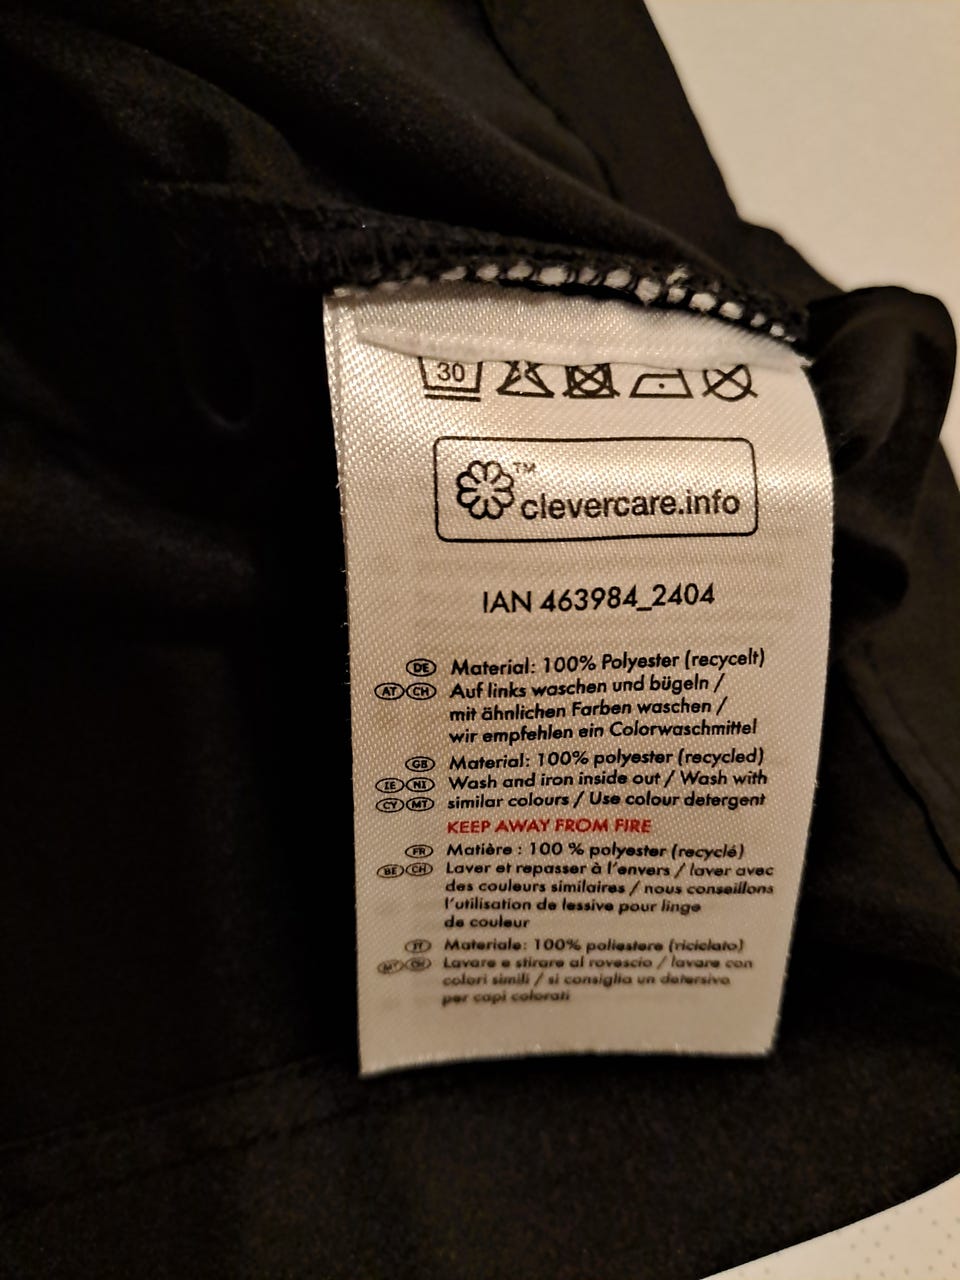 30
™
clevercare.info
IAN 463984_2404
DE Material: 100% Polyester (recycelt)
AT CH Auf links waschen und bügeln /
mit ähnlichen Farben waschen /
wir empfehlen ein Colorwaschmittel
GB Material: 100% polyester (recycled)
IE NI Wash and iron inside out / Wash with
CY MT similar colours / Use colour detergent
KEEP AWAY FROM FIRE
FR Matière : 100 % polyester (recyclé)
BE CH Laver et repasser à l'envers / laver avec
des couleurs similaires / nous conseillons
l'utilisation de lessive pour linge
de couleur
IT Materiale: 100% poliestere (riciclato)
MT CH Lavare e stirare al rovescio / lavare con
colori simili / si consiglia un detersivo
per capi colorati